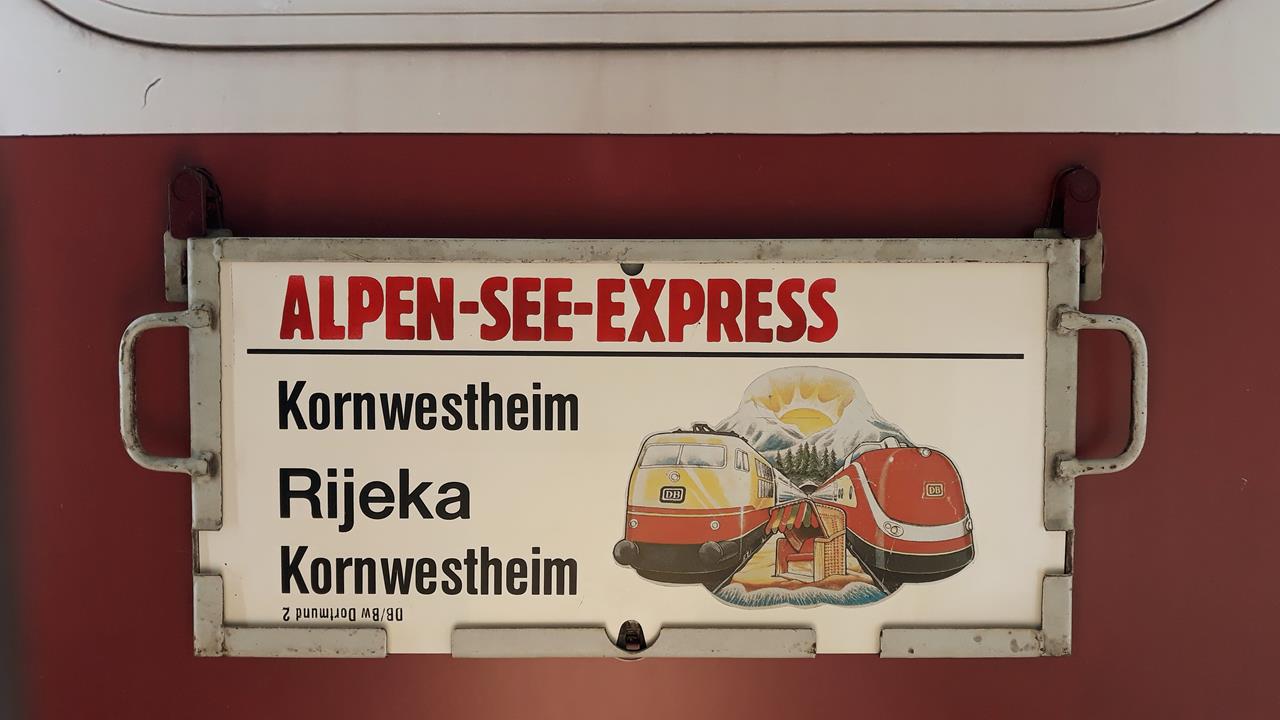 ALPEN-SEE-EXPRESS
Kornwestheim
Rijeka
Kornwestheim
DB/Bw Dortmund 2
DB
DB